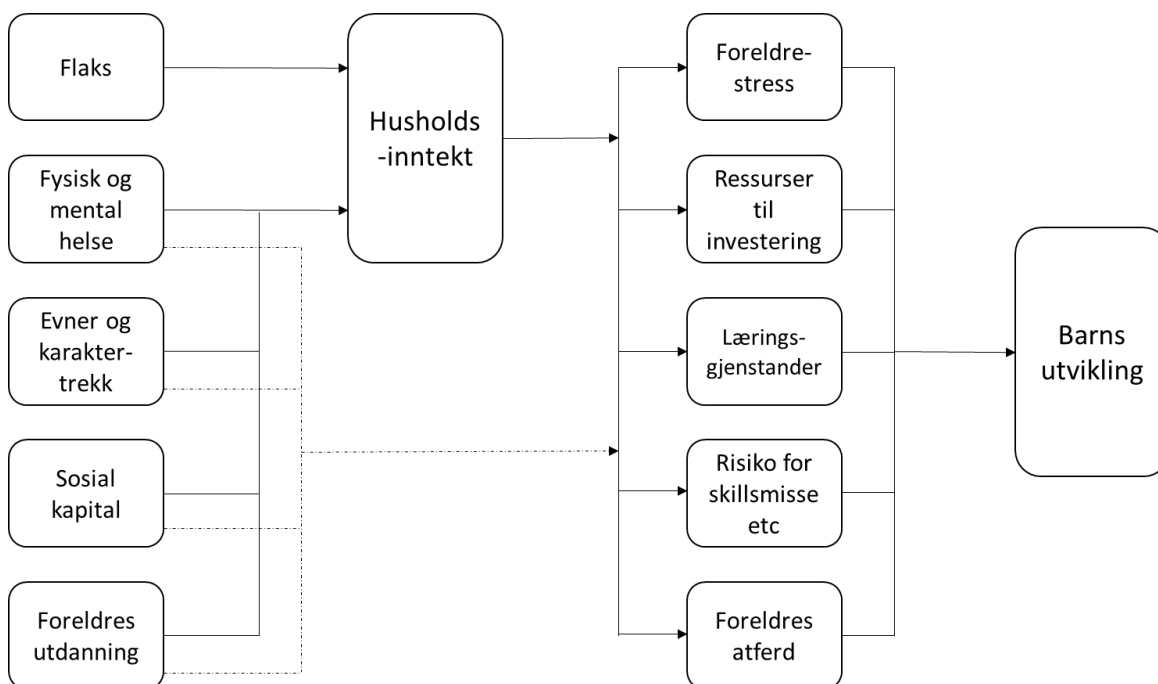 Flaks
Fysisk og
mental
helse
Evner og
karakter-
trekk
Sosial
kapital
Foreldres
utdanning
Husholds
-inntekt
Foreldre-
stress
Ressurser
til
investering
Lærings-
gjenstander
Risiko for
skillsmisse
etc
Foreldres
atferd
Barns
utvikling